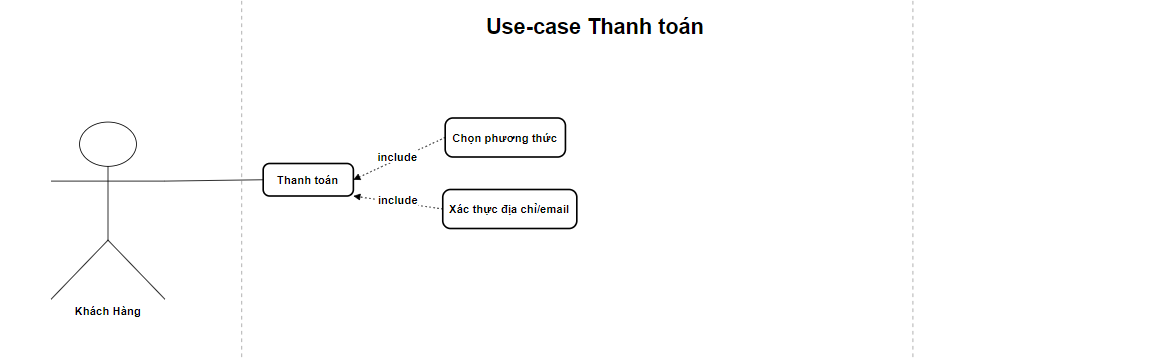 Use-case Thanh toán
Chọn phương thức
include
Thanh toán
include
Xác thực địa chỉ/email
Khách Hàng